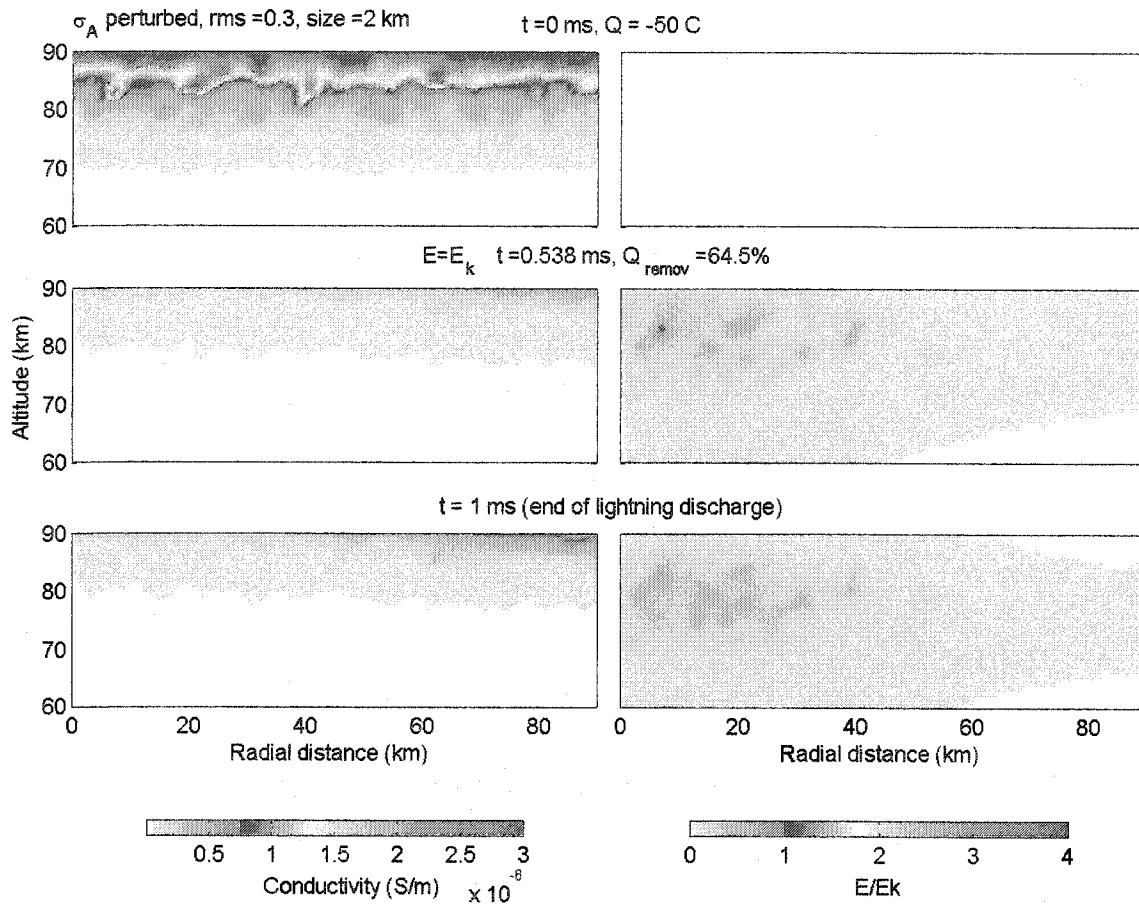 σA perturbed, rms =0.3, size =2 km
t =0 ms, Q = -50 C
90
80
70
60
E=Ek t =0.538 ms, Qremov =64.5%
90
80
70
60
Altitude (km)
t = 1 ms (end of lightning discharge)
90
80
70
60
0 20 40 60 80
0 20 40 60 80
Radial distance (km)
Radial distance (km)
0.5 1 1.5 2 2.5 3
Conductivity (S/m) x 10-6
0 1 2 3 4
E/Ek